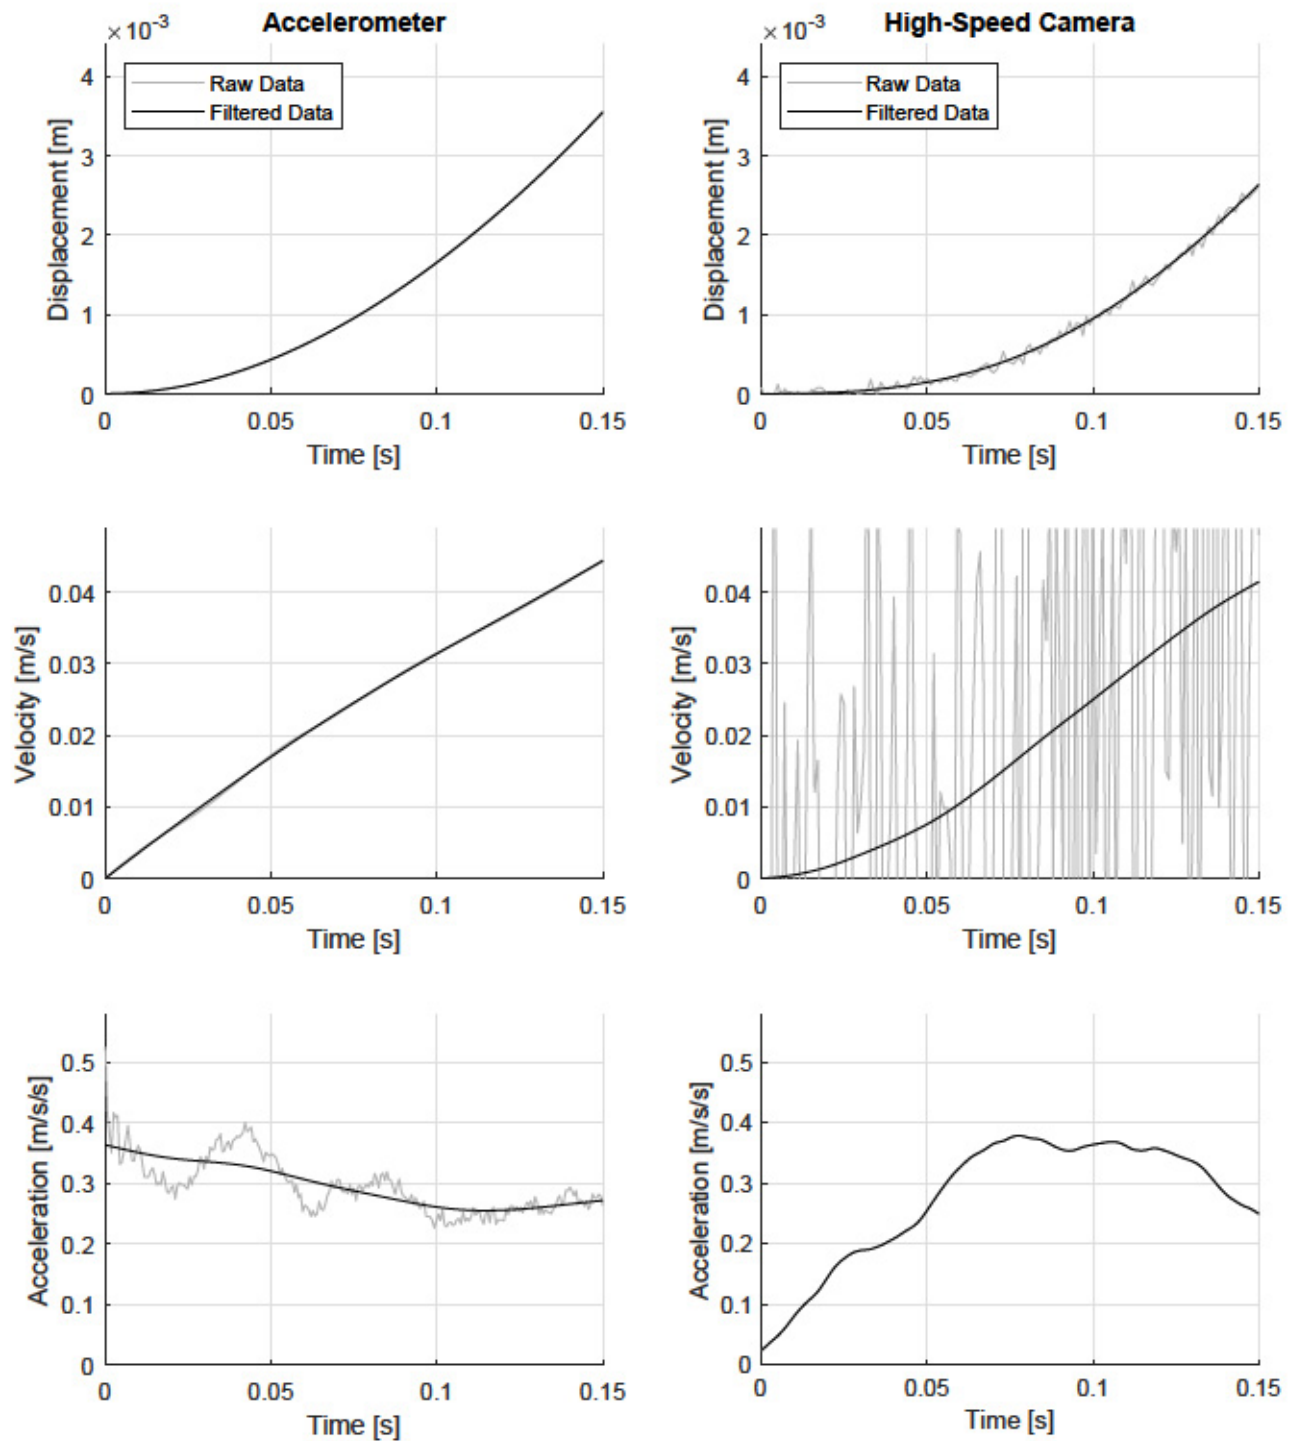 Accelerometer
×10-3
Raw Data
Filtered Data
Displacement [m]
4
3
2
1
0
0 0.05 0.1 0.15
Time [s]
High-Speed Camera
×10-3
Raw Data
Filtered Data
Displacement [m]
4
3
2
1
0
0 0.05 0.1 0.15
Time [s]
Velocity [m/s]
0.04
0.03
0.02
0.01
0
0 0.05 0.1 0.15
Time [s]
Velocity [m/s]
0.04
0.03
0.02
0.01
0
0 0.05 0.1 0.15
Time [s]
Acceleration [m/s/s]
0.5
0.4
0.3
0.2
0.1
0
0 0.05 0.1 0.15
Time [s]
Acceleration [m/s/s]
0.5
0.4
0.3
0.2
0.1
0
0 0.05 0.1 0.15
Time [s]